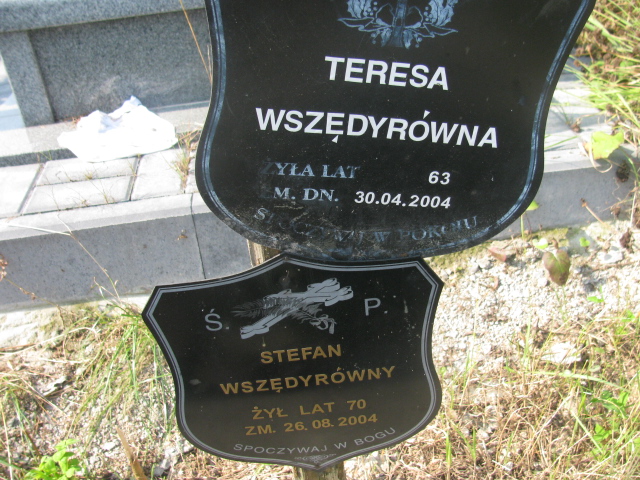 TERESA
WSZĘDYRÓWNA
YŁA LAT 63
M. DN. 30.04.2004
W POKOJU
Ś. P.
STEFAN
WSZĘDYRÓWNY
ŻYŁ LAT 70
ZM. 26.08.2004
SPOCZYWAJ W BOGU